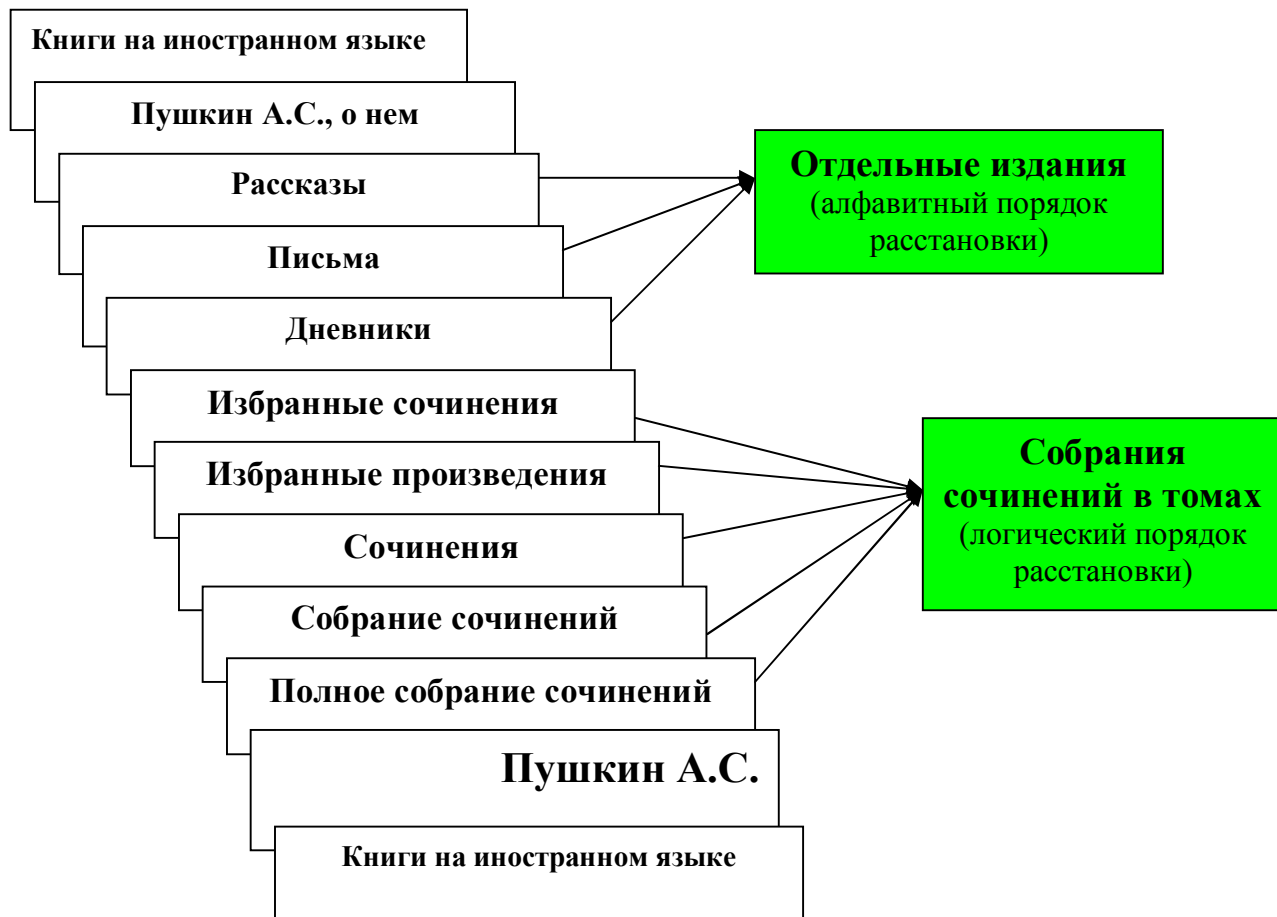 Книги на иностранном языке
Пушкин А.С., о нем
Рассказы
Письма
Дневники
Избранные сочинения
Избранные произведения
Сочинения
Собрание сочинений
Полное собрание сочинений
Пушкин А.С.
Книги на иностранном языке
Отдельные издания
(алфавитный порядок
расстановки)
Собрания
сочинений в томах
(логический порядок
расстановки)